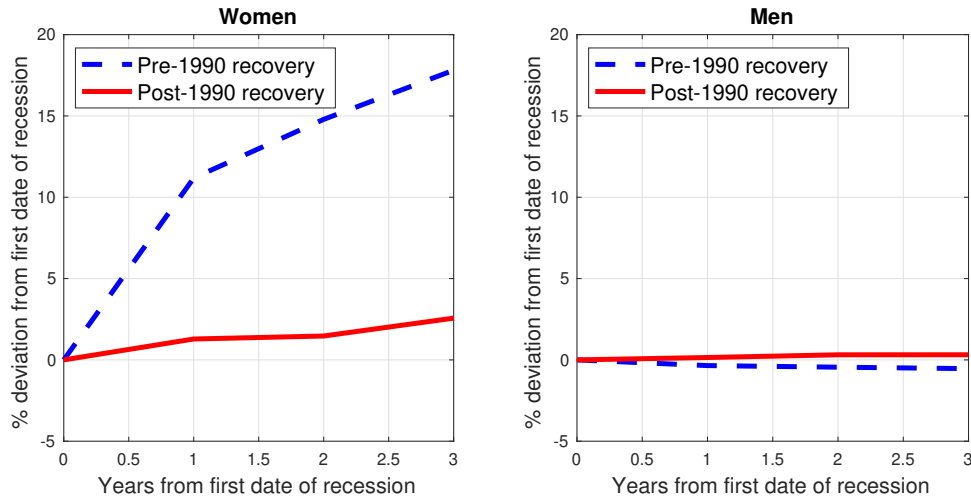 Women
% deviation from first date of recession
20
15
10
5
0
-5
Pre-1990 recovery
Post-1990 recovery
0 0.5 1 1.5 2 2.5 3
Years from first date of recession
Men
% deviation from first date of recession
20
15
10
5
0
-5
Pre-1990 recovery
Post-1990 recovery
0 0.5 1 1.5 2 2.5 3
Years from first date of recession